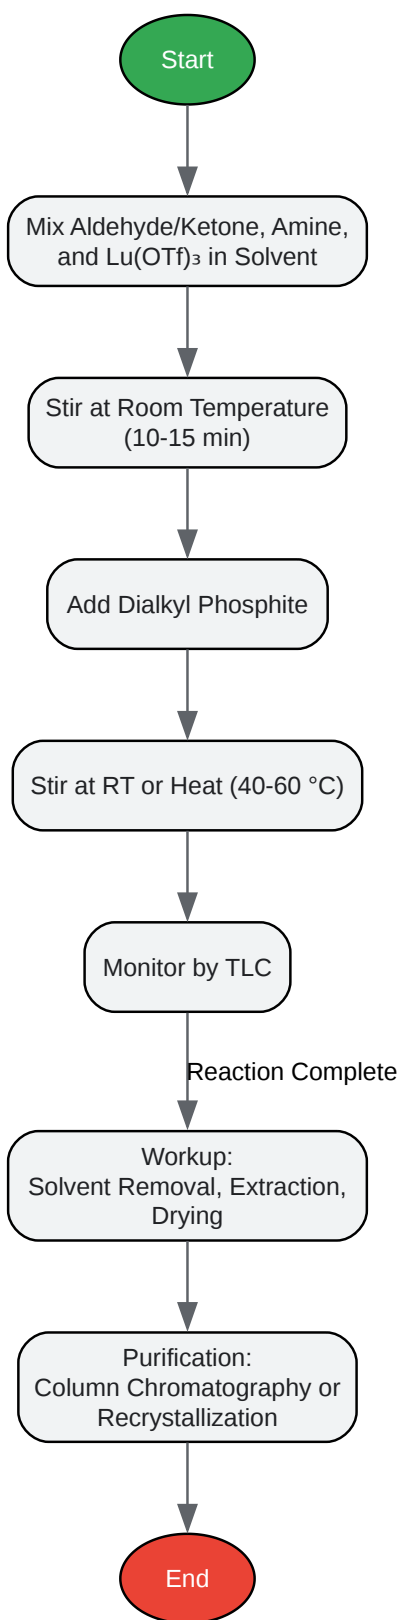 Start
Mix Aldehyde/Ketone, Amine,
and Lu(OTf)₃ in Solvent
Stir at Room Temperature
(10-15 min)
Add Dialkyl Phosphite
Stir at RT or Heat (40-60 °C)
Monitor by TLC
Reaction Complete
Workup:
Solvent Removal, Extraction,
Drying
Purification:
Column Chromatography or
Recrystallization
End